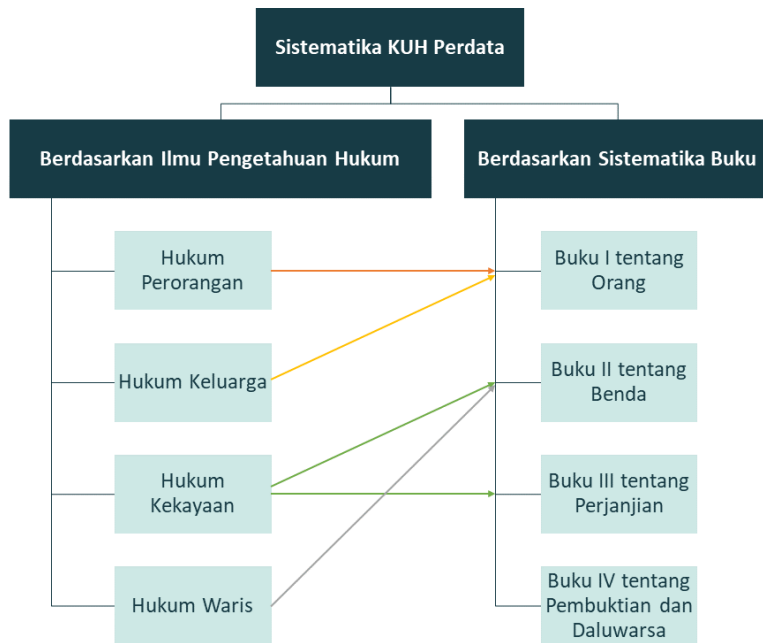 Sistematika KUH Perdata
Berdasarkan Ilmu Pengetahuan Hukum
Berdasarkan Sistematika Buku
Hukum
Perorangan
Buku I tentang
Orang
Hukum Keluarga
Buku II tentang
Benda
Hukum
Kekayaan
Buku III tentang
Perjanjian
Hukum Waris
Buku IV tentang
Pembuktian dan
Daluwarsa